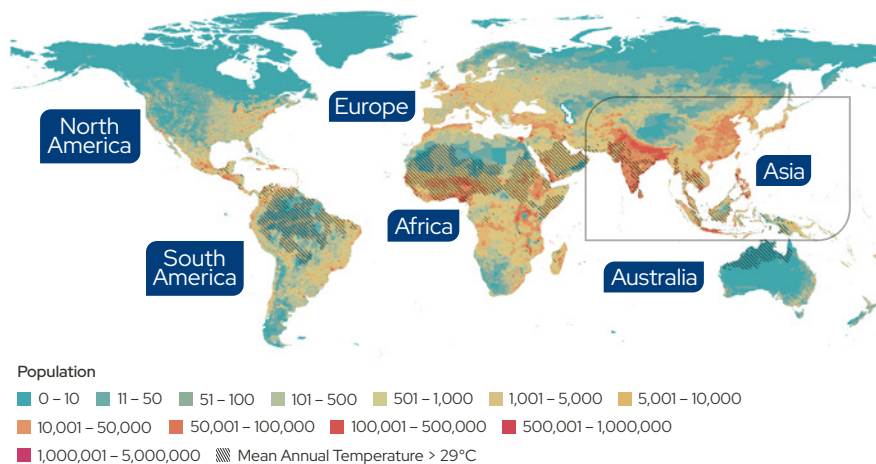 North
America
Europe
Asia
Africa
South
America
Australia
Population
0 – 10 11 – 50 51 – 100 101 – 500 501 – 1,000 1,001 – 5,000 5,001 – 10,000
10,001 – 50,000 50,001 – 100,000 100,001 – 500,000 500,001 – 1,000,000
1,000,001 – 5,000,000 Mean Annual Temperature > 29°C